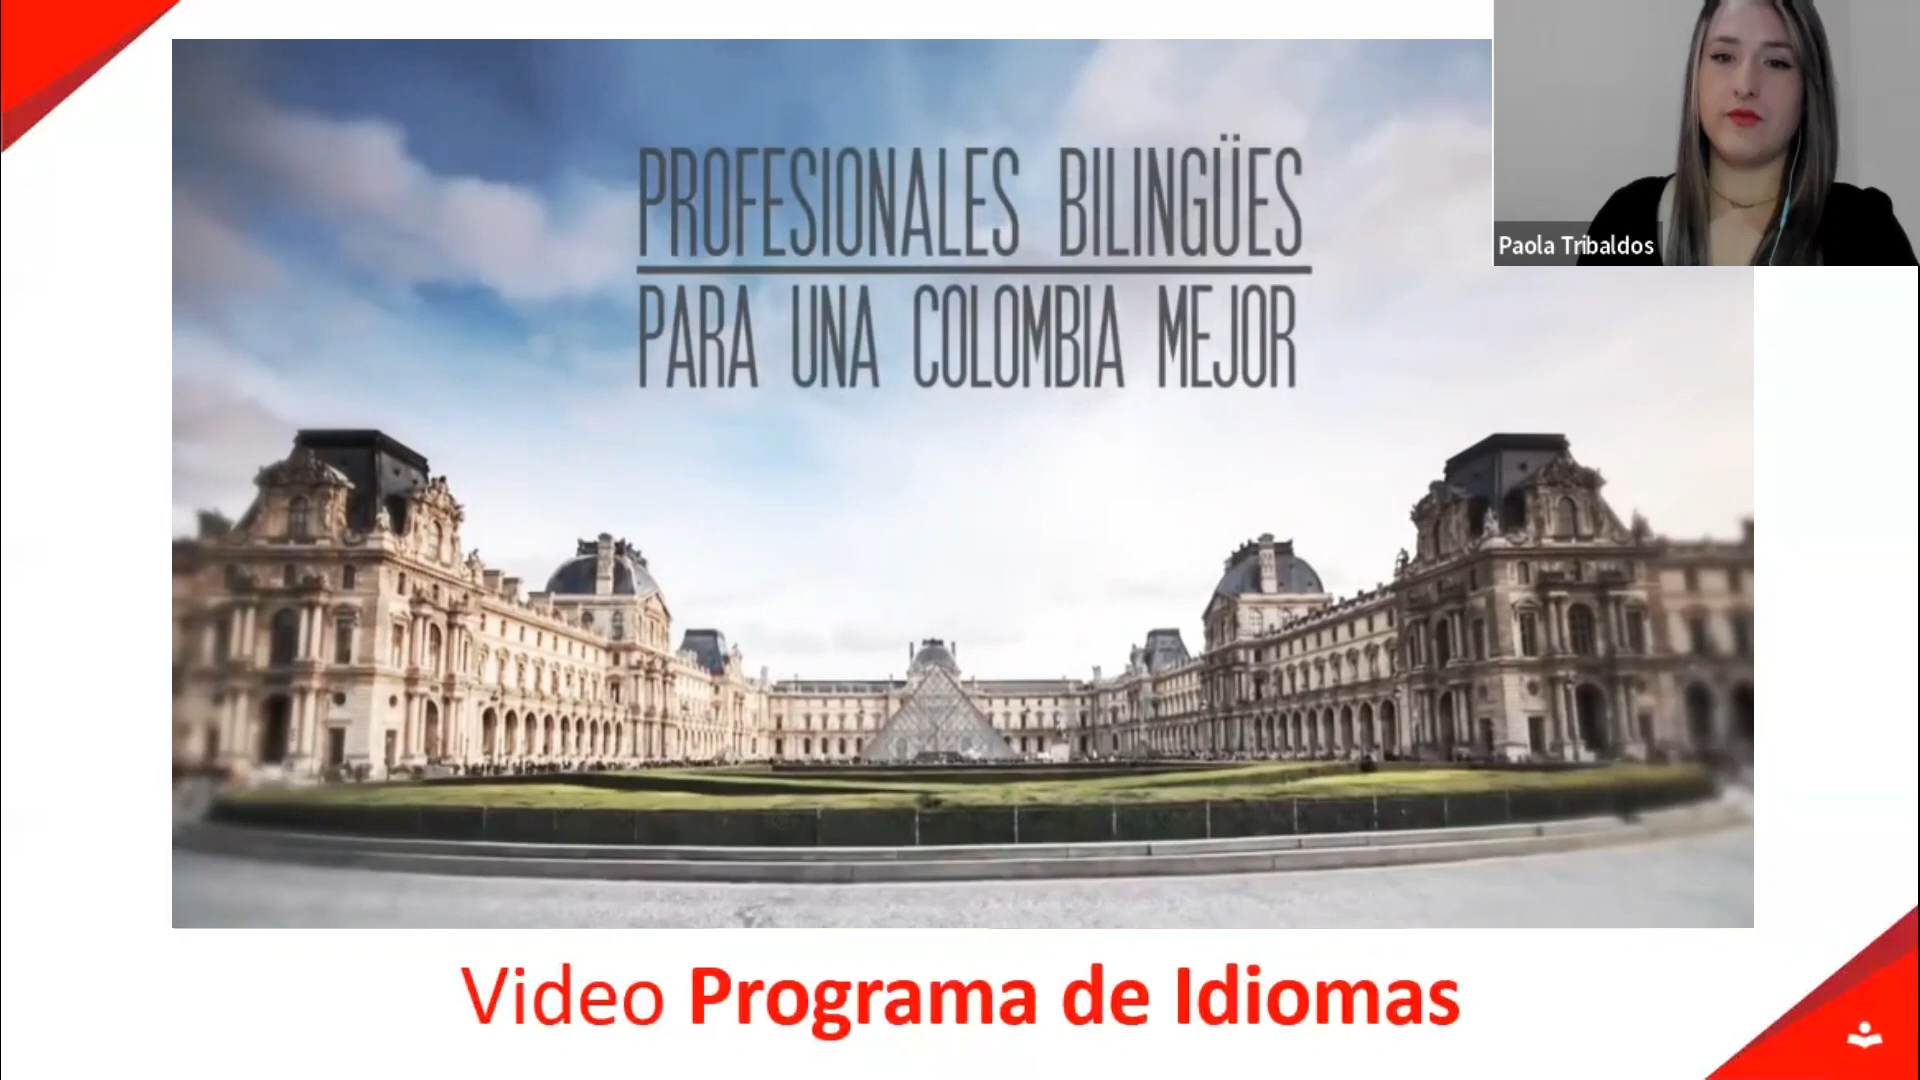 PROFESIONALES BILINGÜES
PARA UNA COLOMBIA MEJOR
Paola Tribaldos
Video Programa de Idiomas